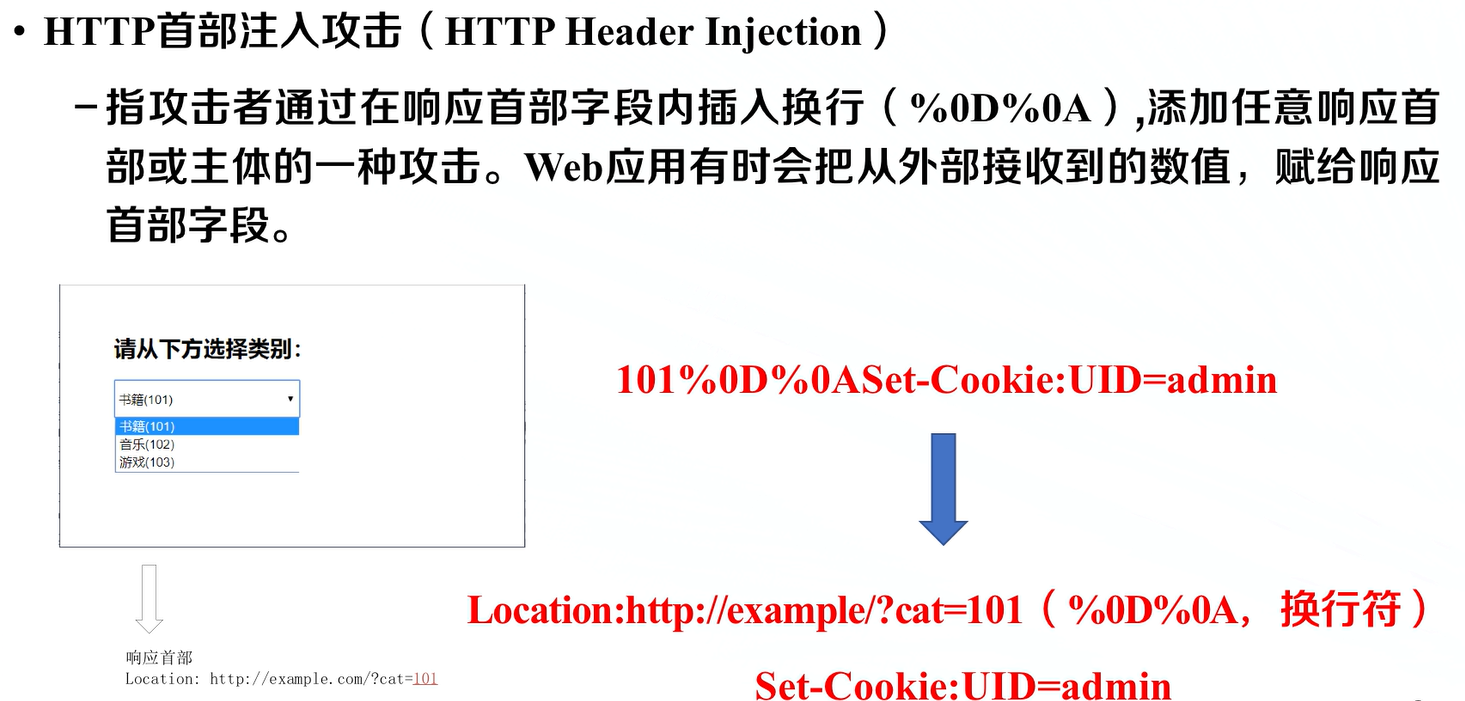 • HTTP首部注入攻击（HTTP Header Injection）
–指攻击者通过在响应首部字段内插入换行（%0D%0A）,添加任意响应首
部或主体的一种攻击。Web应用有时会把从外部接收到的数值，赋给响应
首部字段。
请从下方选择类别：
书籍(101)
书籍(101)
音乐(102)
游戏(103)
响应首部
Location: http://example.com/?cat=101
101%0D%0ASet-Cookie:UID=admin
Location:http://example/?cat=101（%0D%0A，换行符）
Set-Cookie:UID=admin